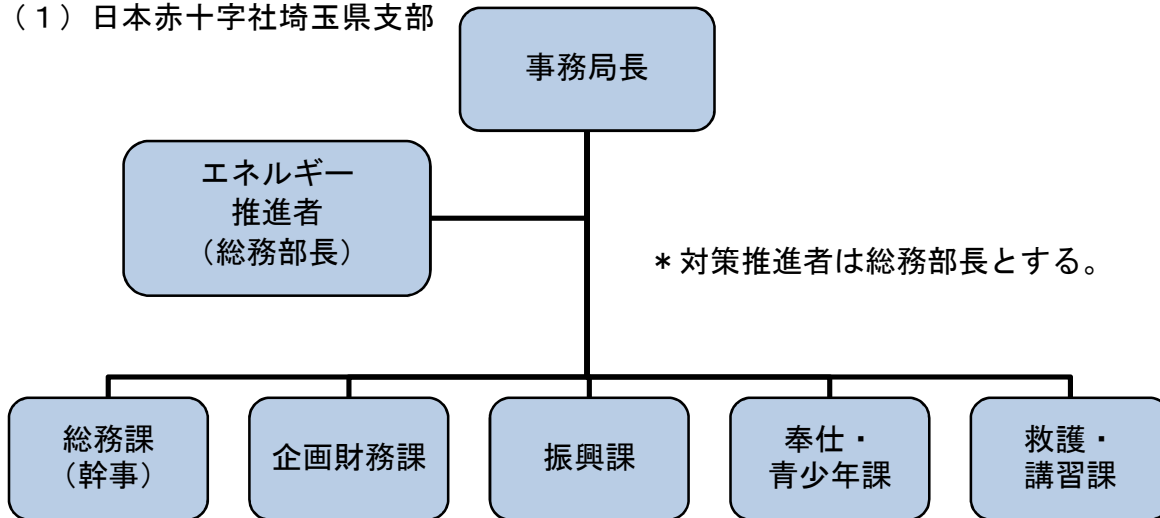 （１）日本赤十字社埼玉県支部
事務局長
エネルギー
推進者
（総務部長）
＊対策推進者は総務部長とする。
総務課
（幹事）
企画財務課
振興課
奉仕・
青少年課
救護・
講習課